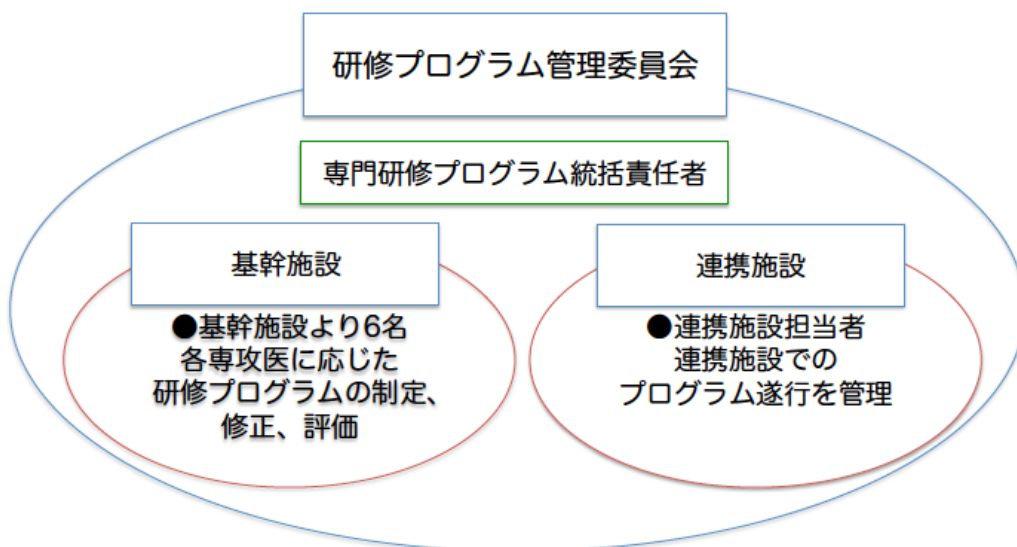 研修プログラム管理委員会
専門研修プログラム統括責任者
基幹施設
●基幹施設より6名
各専攻医に応じた
研修プログラムの制定、
修正、評価
連携施設
●連携施設担当者
連携施設での
プログラム遂行を管理